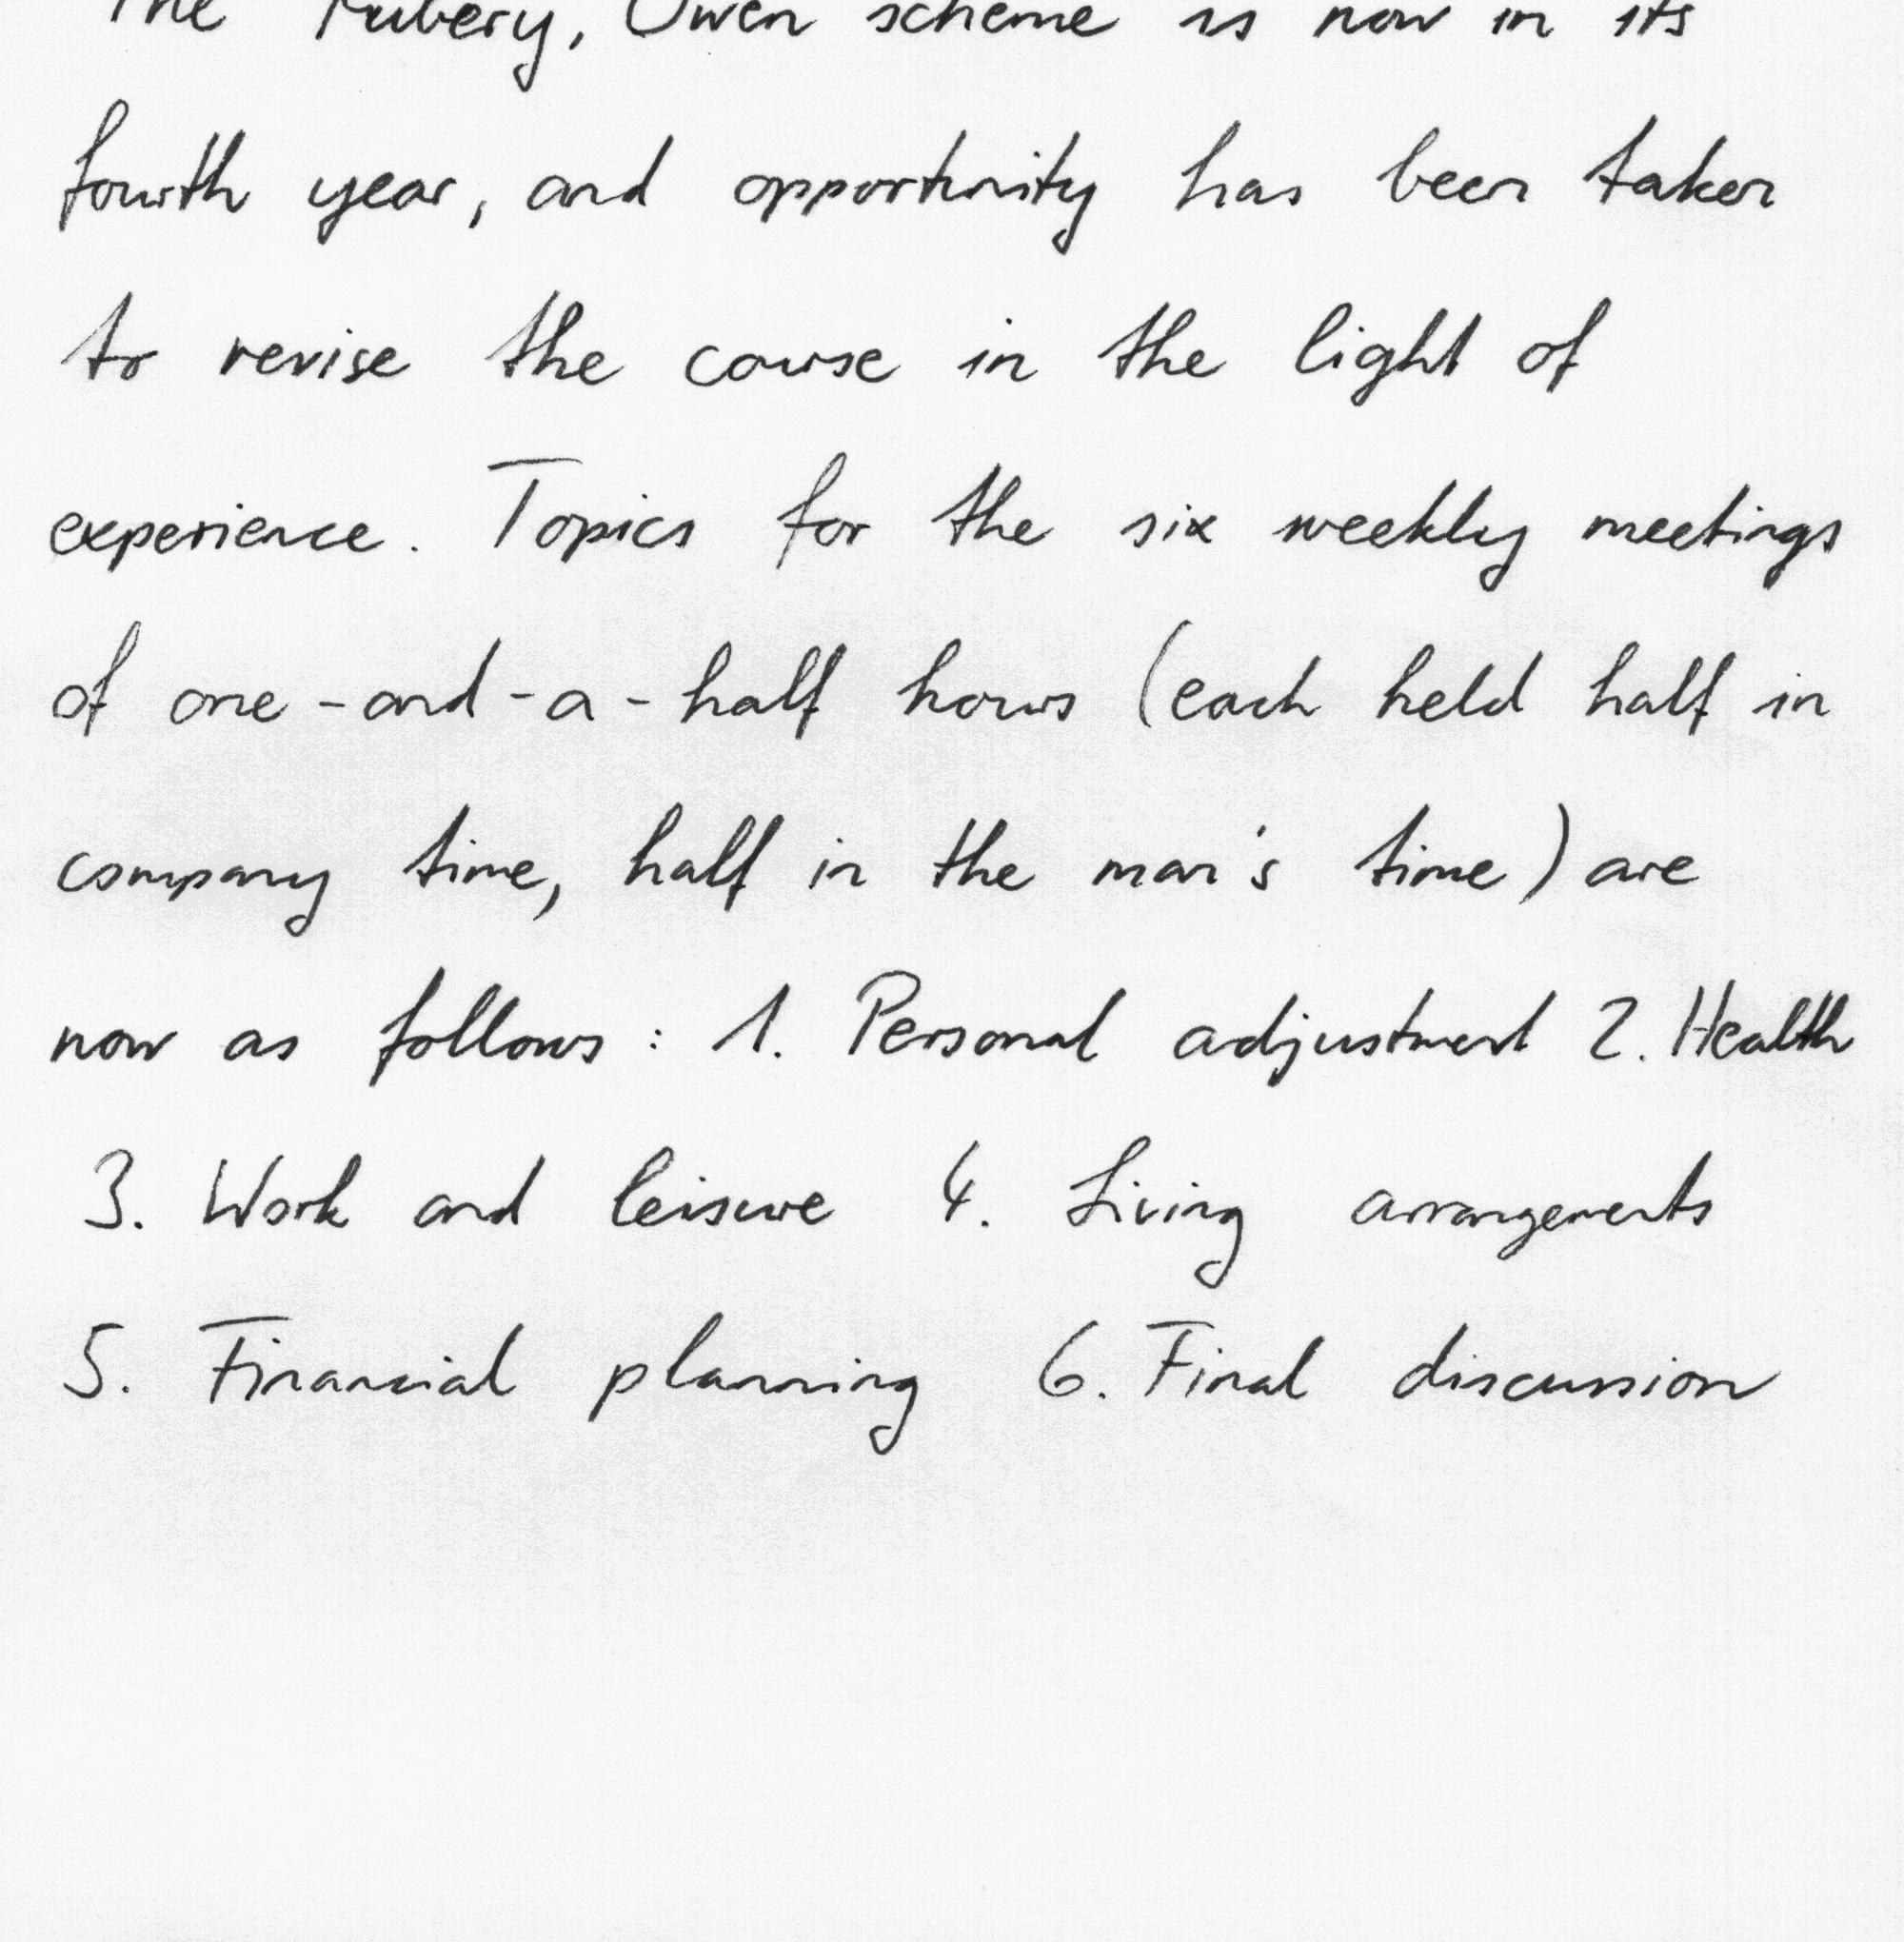 The Rubery, Owen scheme is now in its
fourth year, and opportunity has been taken
to revise the course in the light of
experience. Topics for the six weekly meetings
of one-and-a-half hours (each held half in
company time, half in the man's time) are
now as follows: 1. Personal adjustment 2. Health
3. Work and leisure 4. Living arrangements
5. Financial planning 6. Final discussion